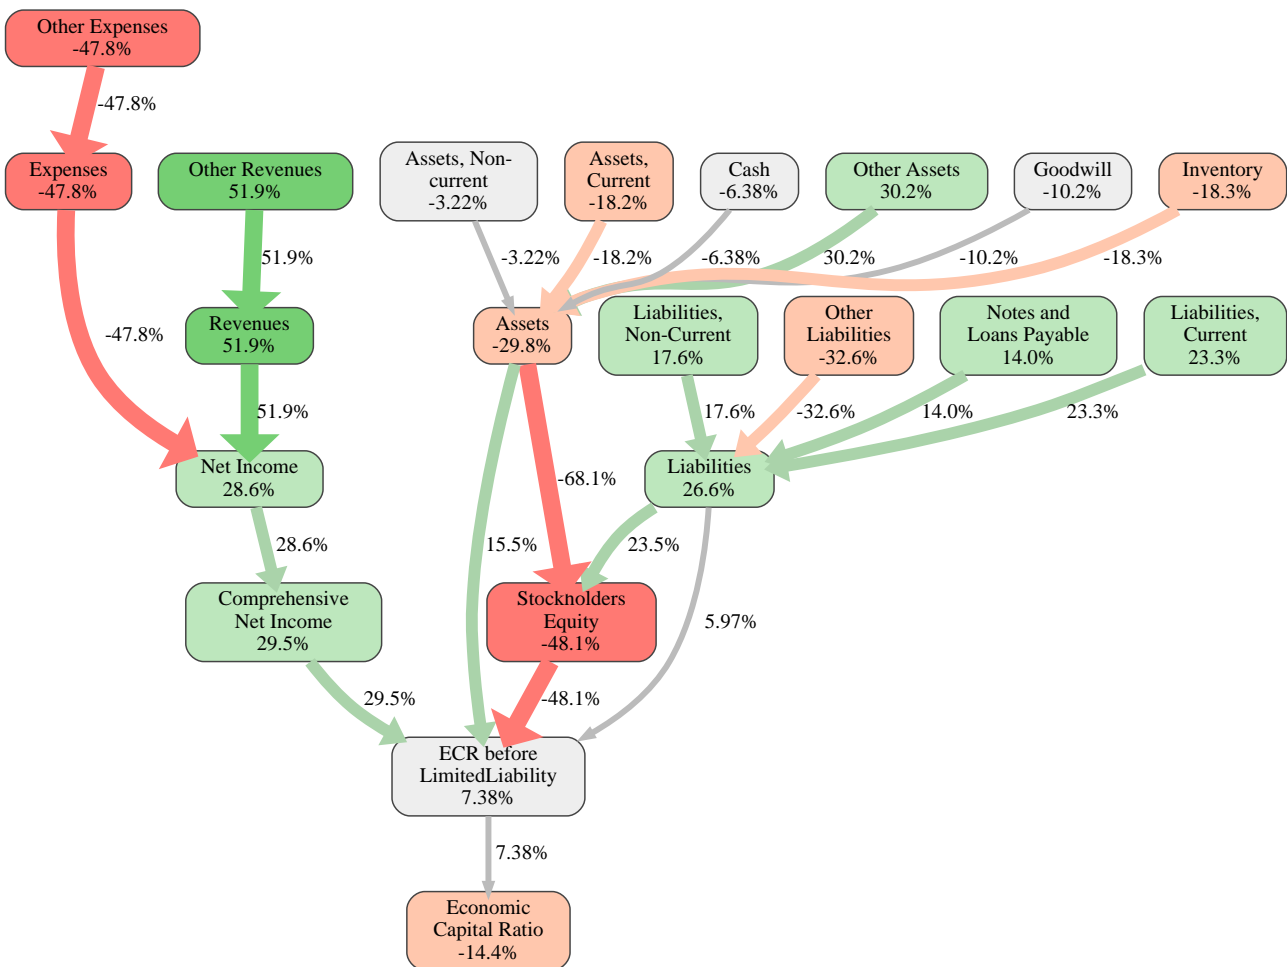 Other Expenses
-47.8%
-47.8%
Expenses
-47.8%
Other Revenues
51.9%
Assets, Non-
current
-3.22%
Assets,
Current
-18.2%
Cash
-6.38%
Other Assets
30.2%
Goodwill
-10.2%
Inventory
-18.3%
51.9%
-3.22%
-18.2%
-6.38%
30.2%
-10.2%
-18.3%
-47.8%
Revenues
51.9%
Assets
-29.8%
Liabilities,
Non-Current
17.6%
Other
Liabilities
-32.6%
Notes and
Loans Payable
14.0%
Liabilities,
Current
23.3%
51.9%
17.6%
-32.6%
14.0%
23.3%
Net Income
28.6%
-68.1%
Liabilities
26.6%
28.6%
15.5%
23.5%
Comprehensive
Net Income
29.5%
Stockholders
Equity
-48.1%
5.97%
29.5%
-48.1%
ECR before
LimitedLiability
7.38%
7.38%
Economic
Capital Ratio
-14.4%